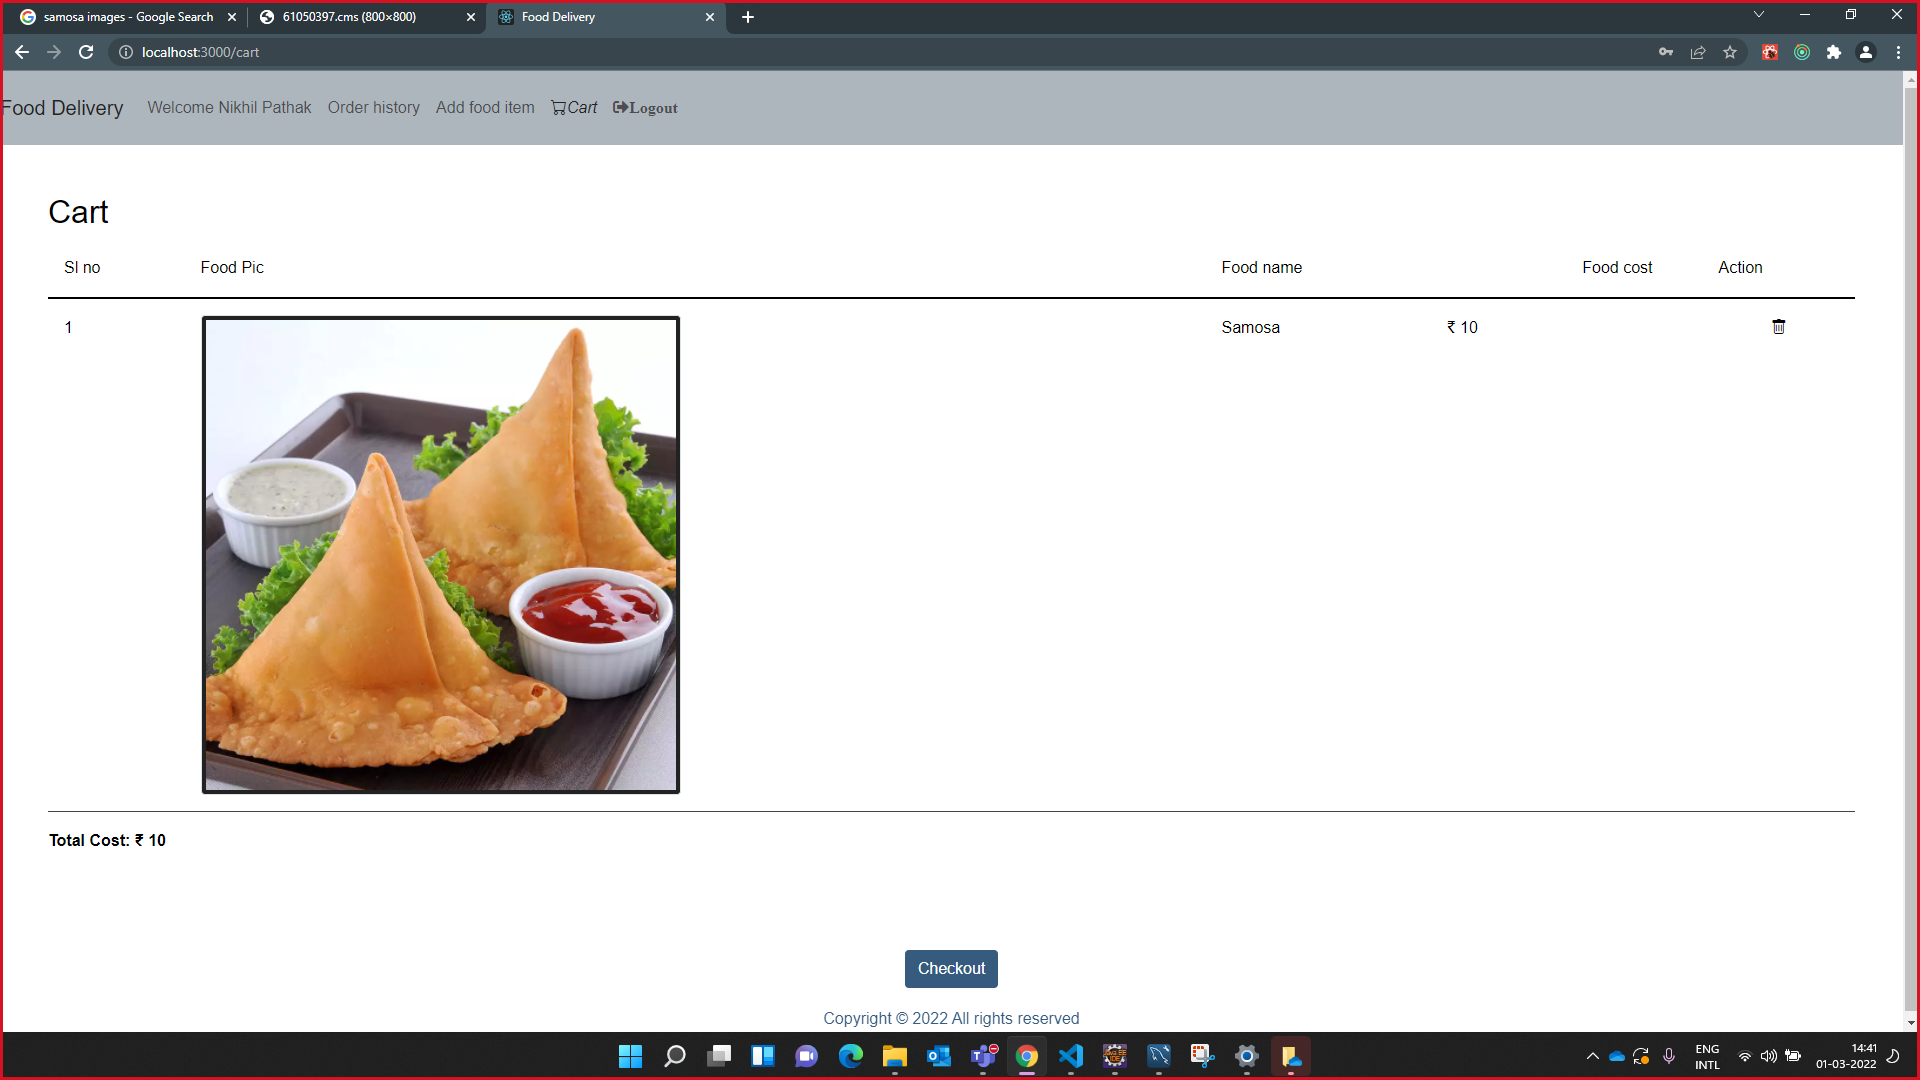 samosa images - Google Search
61050397.cms (800×800)
Food Delivery
localhost:3000/cart
Food Delivery
Welcome Nikhil Pathak
Order history
Add food item
Cart
Logout
Cart
Sl no
Food Pic
Food name
Food cost
Action
1
Samosa
₹ 10
Total Cost: ₹ 10
Checkout
Copyright © 2022 All rights reserved
ENG
INTL
14:41
01-03-2022